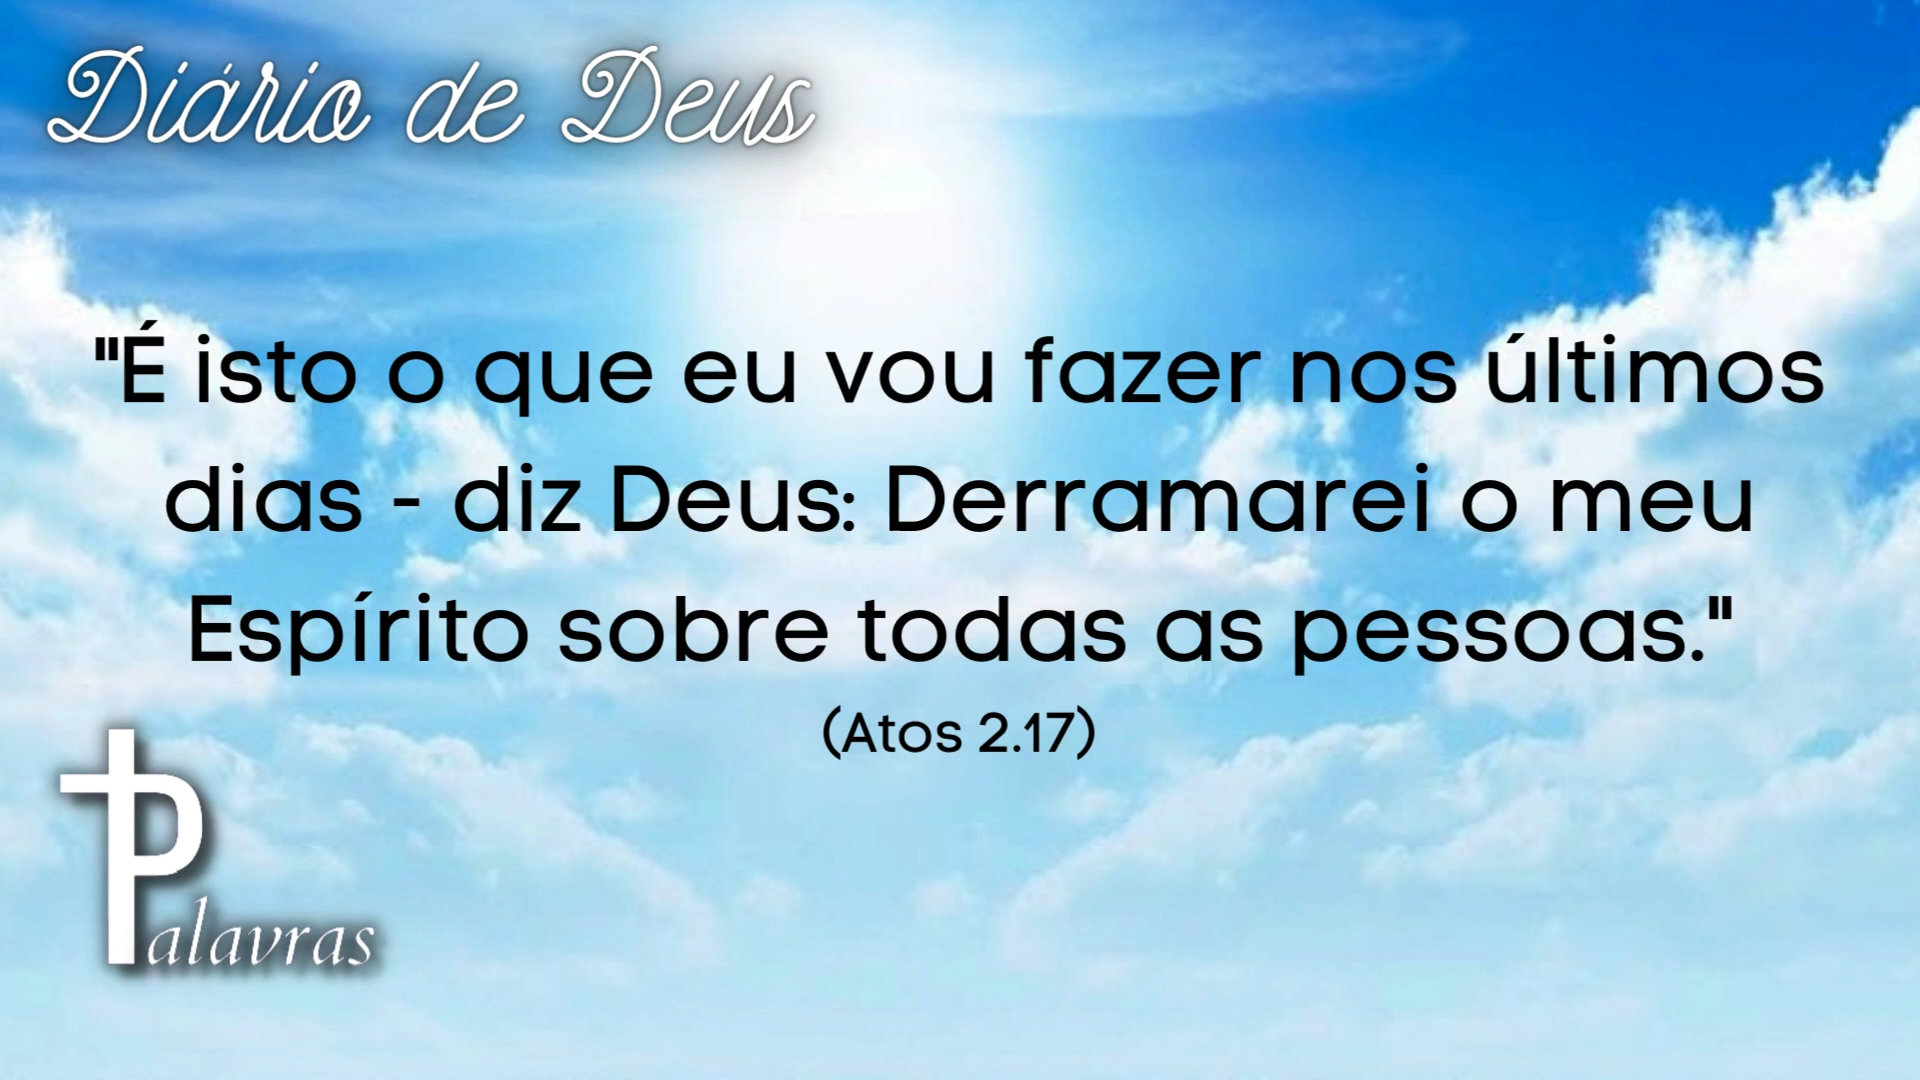 Diário de Deus
"É isto o que eu vou fazer nos últimos
dias - diz Deus: Derramarei o meu
Espírito sobre todas as pessoas."
(Atos 2.17)
Palavras